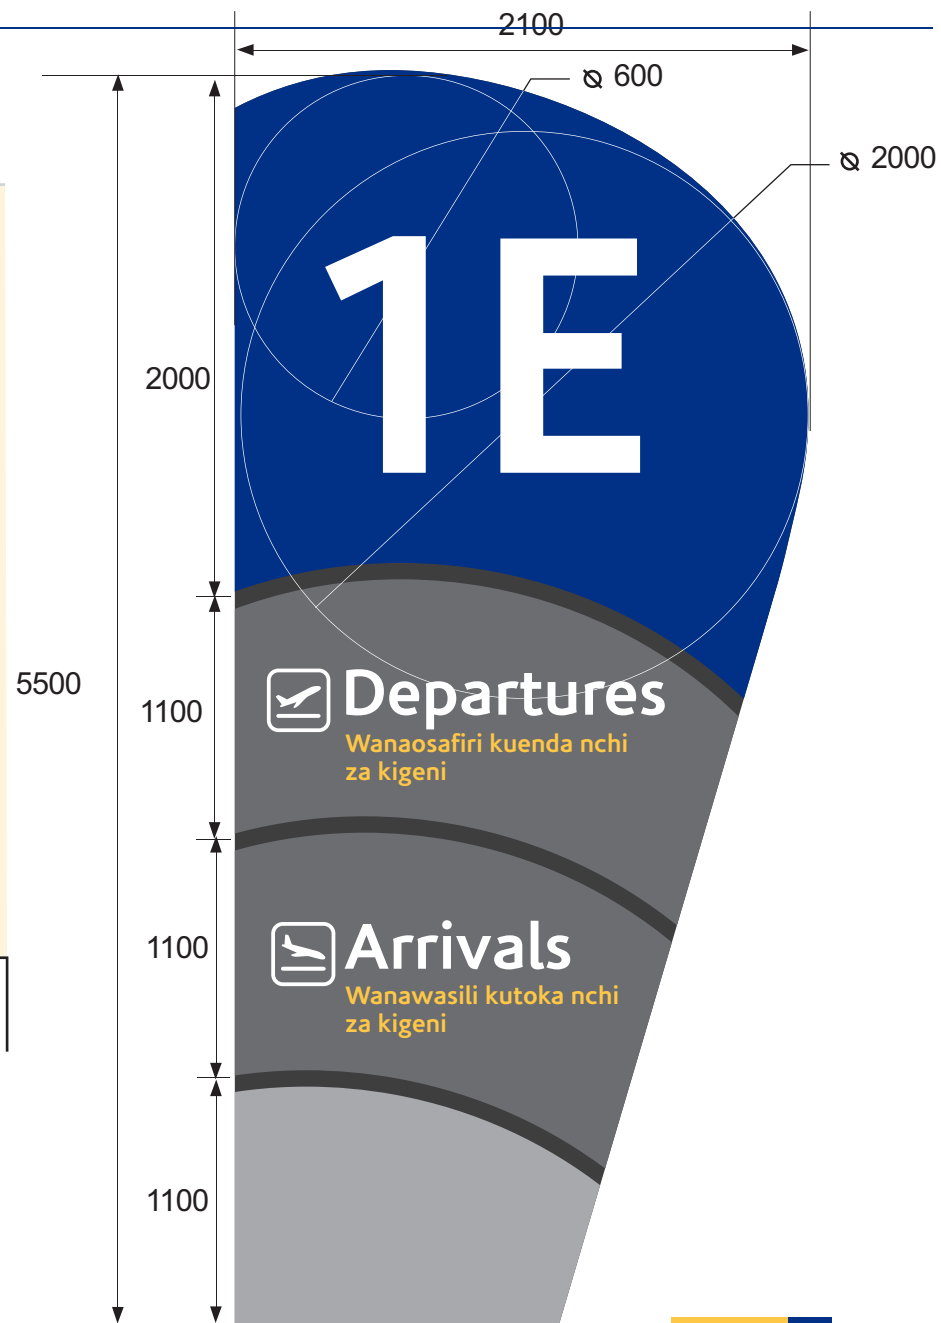 2100
⌀ 600
⌀ 2000
1E
2000
5500
1100
Departures
Wanaosafiri kuenda nchi
za kigeni
1100
Arrivals
Wanawasili kutoka nchi
za kigeni
1100